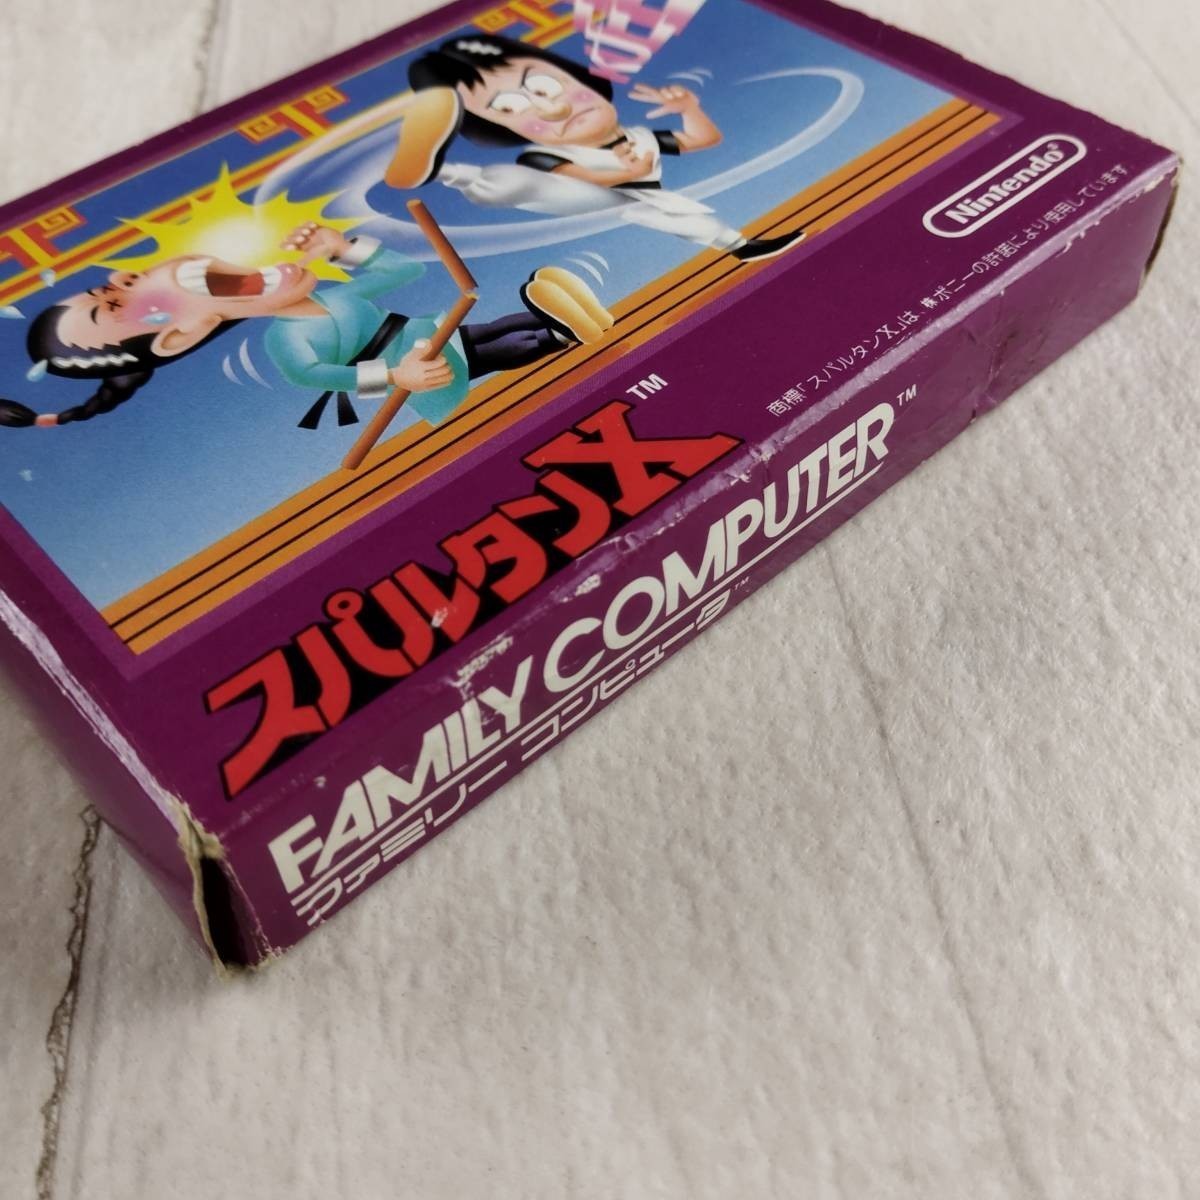 Nintendo®
スパルタンX™
商標「スパルタンX」は、㈱ポニーの許諾により使用しています
FAMILY COMPUTER™
ファミリー コンピュータ™